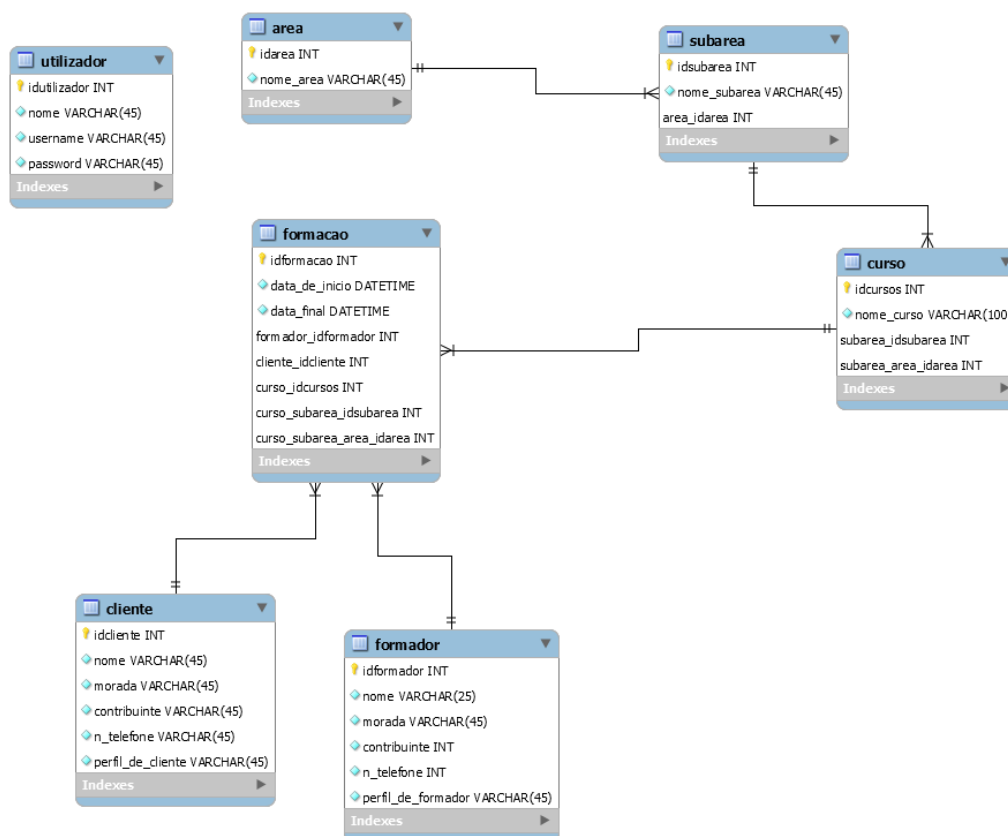 utilizador
idutilizador INT
nome VARCHAR(45)
username VARCHAR(45)
password VARCHAR(45)
Indexes
area
idarea INT
nome_area VARCHAR(45)
Indexes
subarea
idsubarea INT
nome_subarea VARCHAR(45)
area_idarea INT
Indexes
formacao
idformacao INT
data_de_inicio DATETIME
data_final DATETIME
formador_idformador INT
cliente_idcliente INT
curso_idcursos INT
curso_subarea_idsubarea INT
curso_subarea_area_idarea INT
Indexes
curso
idcursos INT
nome_curso VARCHAR(100
subarea_idsubarea INT
subarea_area_idarea INT
Indexes
cliente
idcliente INT
nome VARCHAR(45)
morada VARCHAR(45)
contribuinte VARCHAR(45)
n_telefone VARCHAR(45)
perfil_de_cliente VARCHAR(45)
Indexes
formador
idformador INT
nome VARCHAR(25)
morada VARCHAR(45)
contribuinte INT
n_telefone INT
perfil_de_formador VARCHAR(45)
Indexes